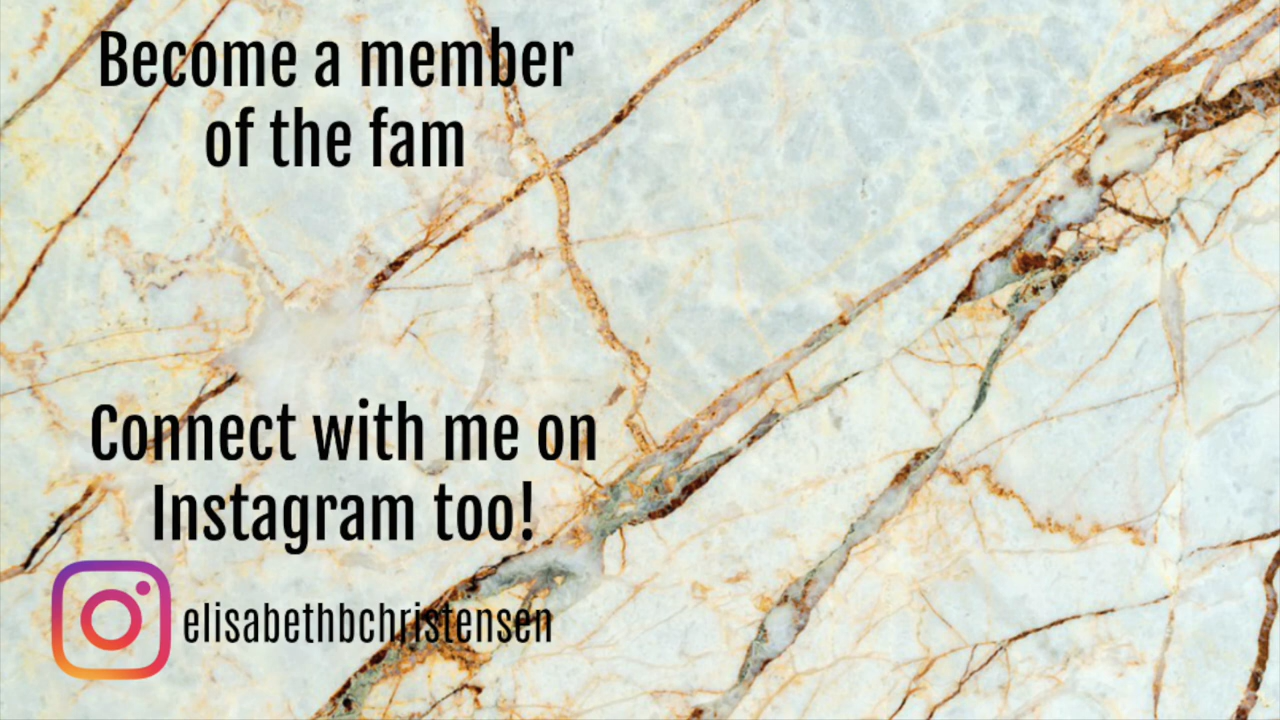 Become a member
of the fam
Connect with me on
Instagram too!
elisabethbchristensen